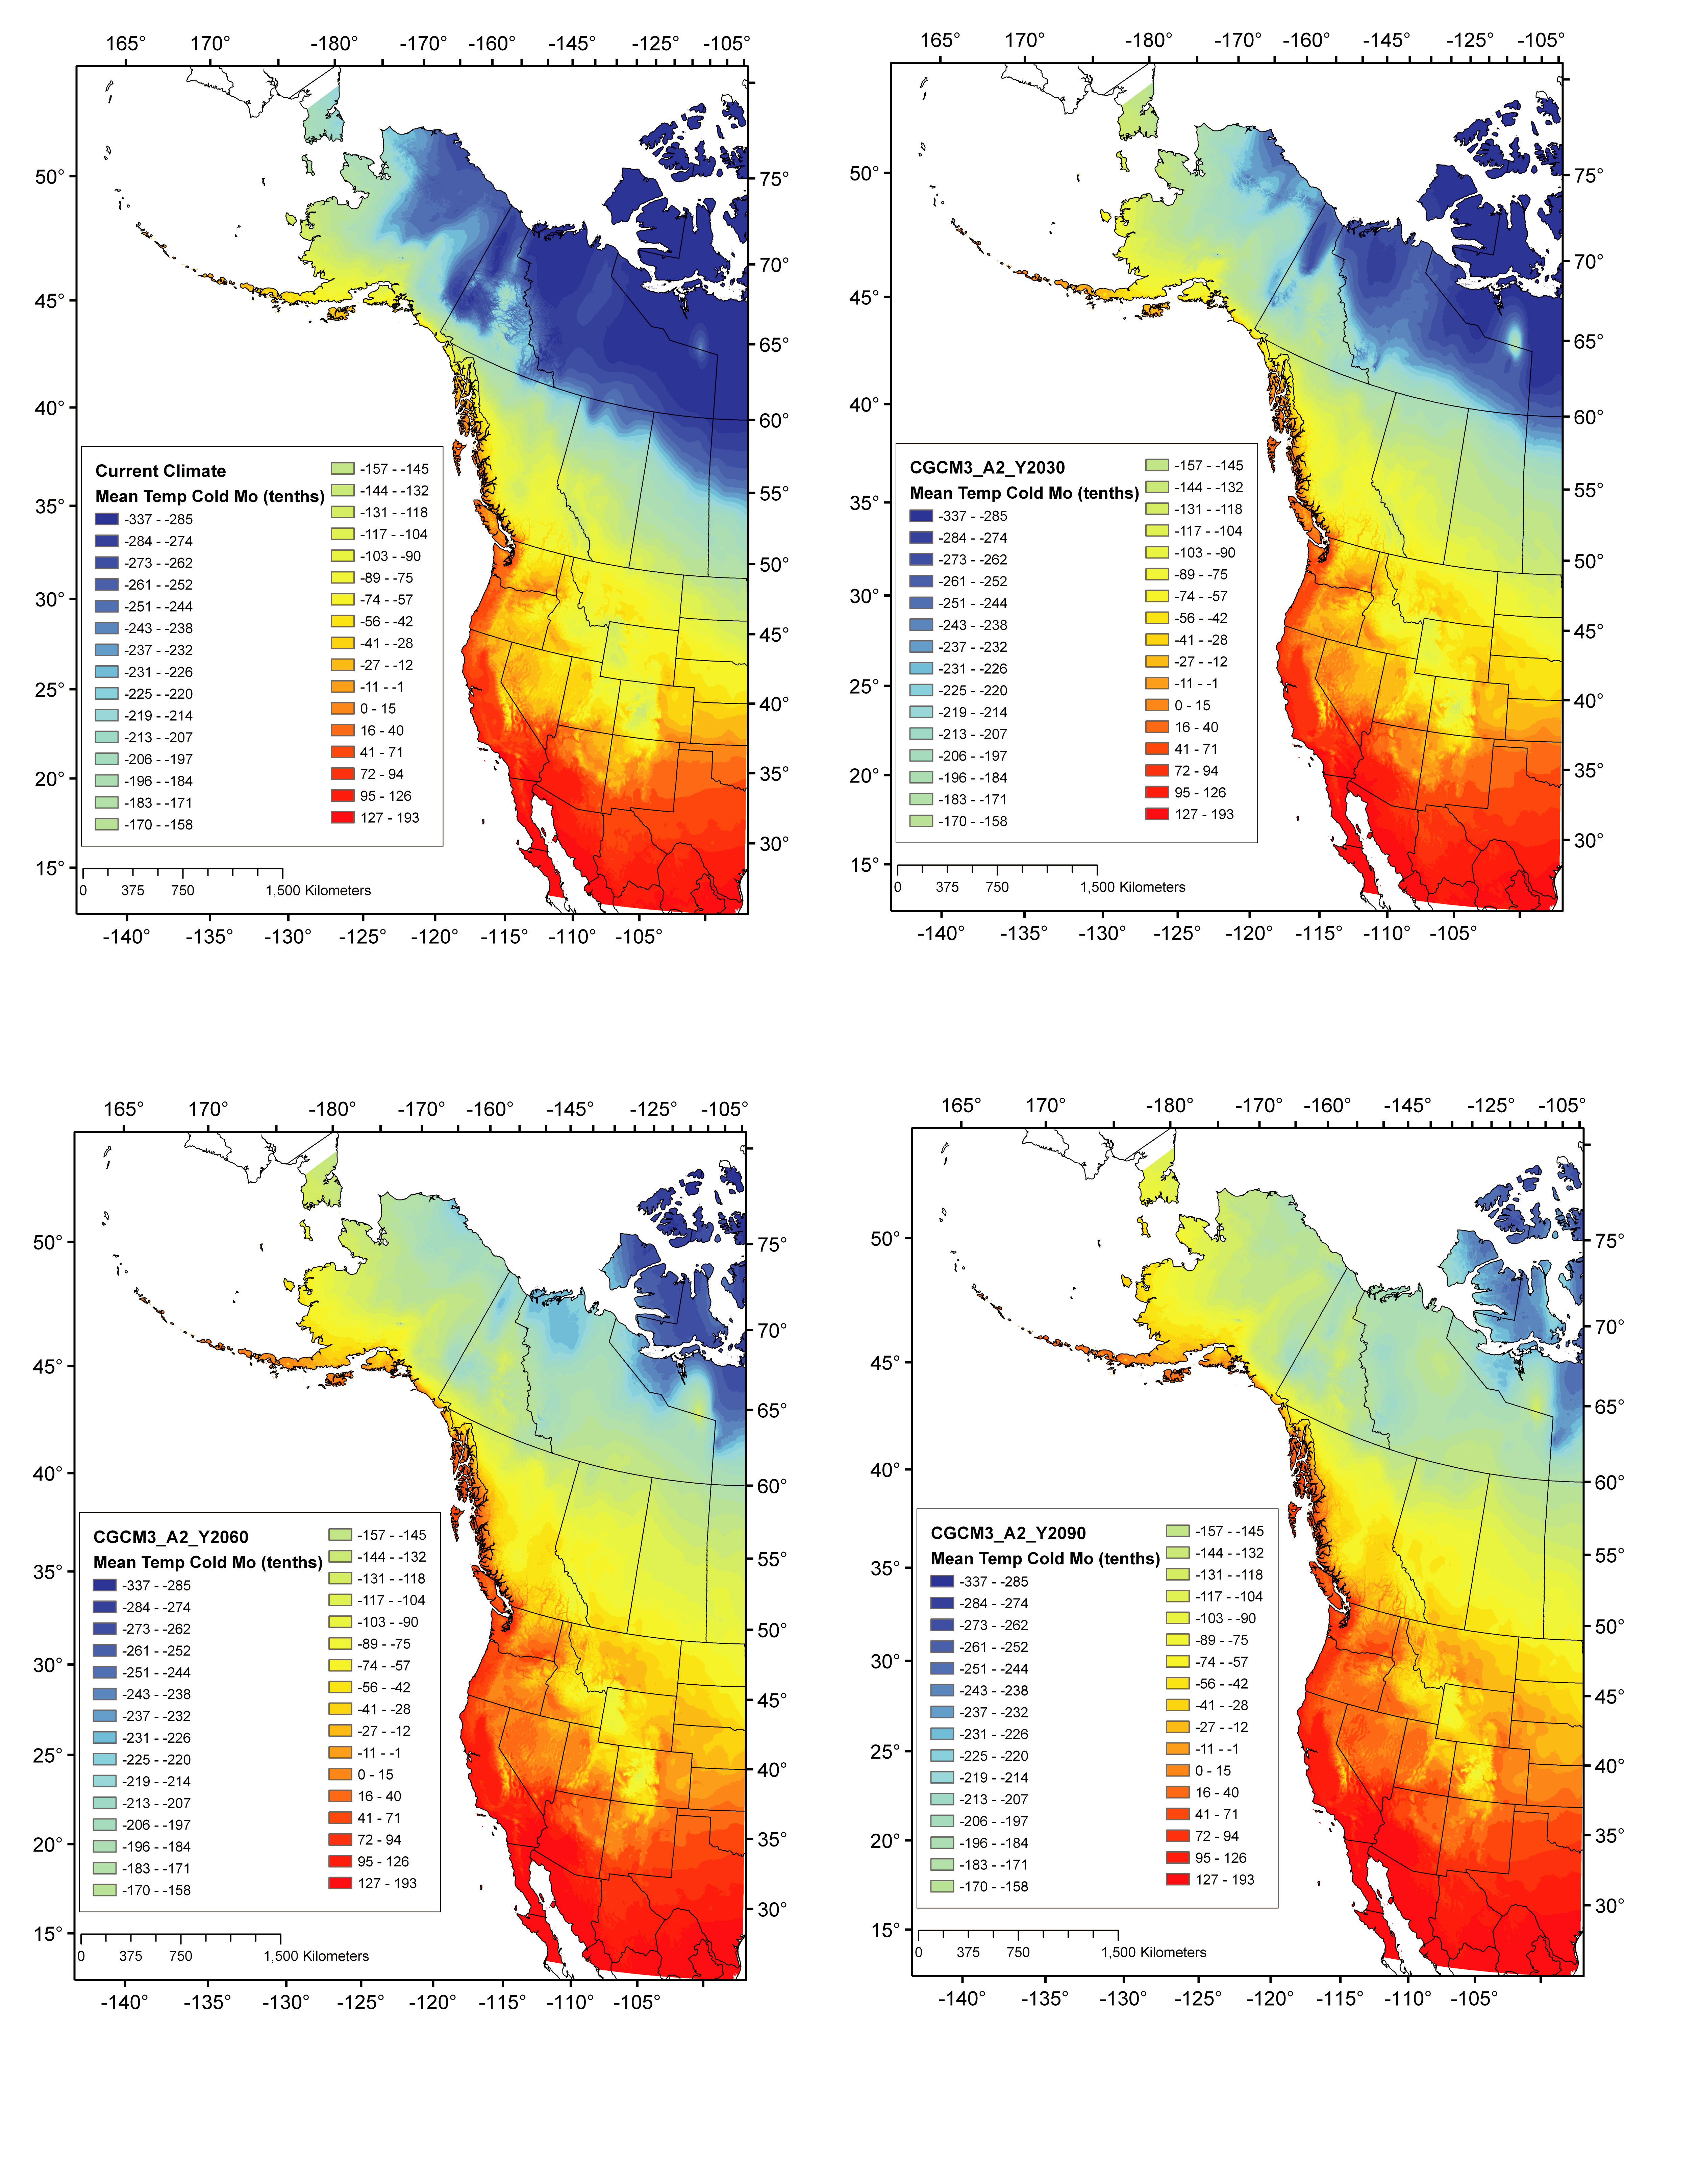 165° 170° -180° -170° -160° -145° -125° -105°
50°
45°
40°
35°
30°
25°
20°
15°
75°
70°
65°
60°
55°
50°
45°
40°
35°
30°
Current Climate
Mean Temp Cold Mo (tenths)
-337 - -285
-284 - -274
-273 - -262
-261 - -252
-251 - -244
-243 - -238
-237 - -232
-231 - -226
-225 - -220
-219 - -214
-213 - -207
-206 - -197
-196 - -184
-183 - -171
-170 - -158
-157 - -145
-144 - -132
-131 - -118
-117 - -104
-103 - -90
-89 - -75
-74 - -57
-56 - -42
-41 - -28
-27 - -12
-11 - -1
0 - 15
16 - 40
41 - 71
72 - 94
95 - 126
127 - 193
0 375 750 1,500 Kilometers
-140° -135° -130° -125° -120° -115° -110° -105°
165° 170° -180° -170° -160° -145° -125° -105°
50°
45°
40°
35°
30°
25°
20°
15°
75°
70°
65°
60°
55°
50°
45°
40°
35°
30°
CGCM3_A2_Y2030
Mean Temp Cold Mo (tenths)
-337 - -285
-284 - -274
-273 - -262
-261 - -252
-251 - -244
-243 - -238
-237 - -232
-231 - -226
-225 - -220
-219 - -214
-213 - -207
-206 - -197
-196 - -184
-183 - -171
-170 - -158
-157 - -145
-144 - -132
-131 - -118
-117 - -104
-103 - -90
-89 - -75
-74 - -57
-56 - -42
-41 - -28
-27 - -12
-11 - -1
0 - 15
16 - 40
41 - 71
72 - 94
95 - 126
127 - 193
0 375 750 1,500 Kilometers
-140° -135° -130° -125° -120° -115° -110° -105°
165° 170° -180° -170° -160° -145° -125° -105°
50°
45°
40°
35°
30°
25°
20°
15°
75°
70°
65°
60°
55°
50°
45°
40°
35°
30°
CGCM3_A2_Y2060
Mean Temp Cold Mo (tenths)
-337 - -285
-284 - -274
-273 - -262
-261 - -252
-251 - -244
-243 - -238
-237 - -232
-231 - -226
-225 - -220
-219 - -214
-213 - -207
-206 - -197
-196 - -184
-183 - -171
-170 - -158
-157 - -145
-144 - -132
-131 - -118
-117 - -104
-103 - -90
-89 - -75
-74 - -57
-56 - -42
-41 - -28
-27 - -12
-11 - -1
0 - 15
16 - 40
41 - 71
72 - 94
95 - 126
127 - 193
0 375 750 1,500 Kilometers
-140° -135° -130° -125° -120° -115° -110° -105°
165° 170° -180° -170° -160° -145° -125° -105°
50°
45°
40°
35°
30°
25°
20°
15°
75°
70°
65°
60°
55°
50°
45°
40°
35°
30°
CGCM3_A2_Y2090
Mean Temp Cold Mo (tenths)
-337 - -285
-284 - -274
-273 - -262
-261 - -252
-251 - -244
-243 - -238
-237 - -232
-231 - -226
-225 - -220
-219 - -214
-213 - -207
-206 - -197
-196 - -184
-183 - -171
-170 - -158
-157 - -145
-144 - -132
-131 - -118
-117 - -104
-103 - -90
-89 - -75
-74 - -57
-56 - -42
-41 - -28
-27 - -12
-11 - -1
0 - 15
16 - 40
41 - 71
72 - 94
95 - 126
127 - 193
0 375 750 1,500 Kilometers
-140° -135° -130° -125° -120° -115° -110° -105°